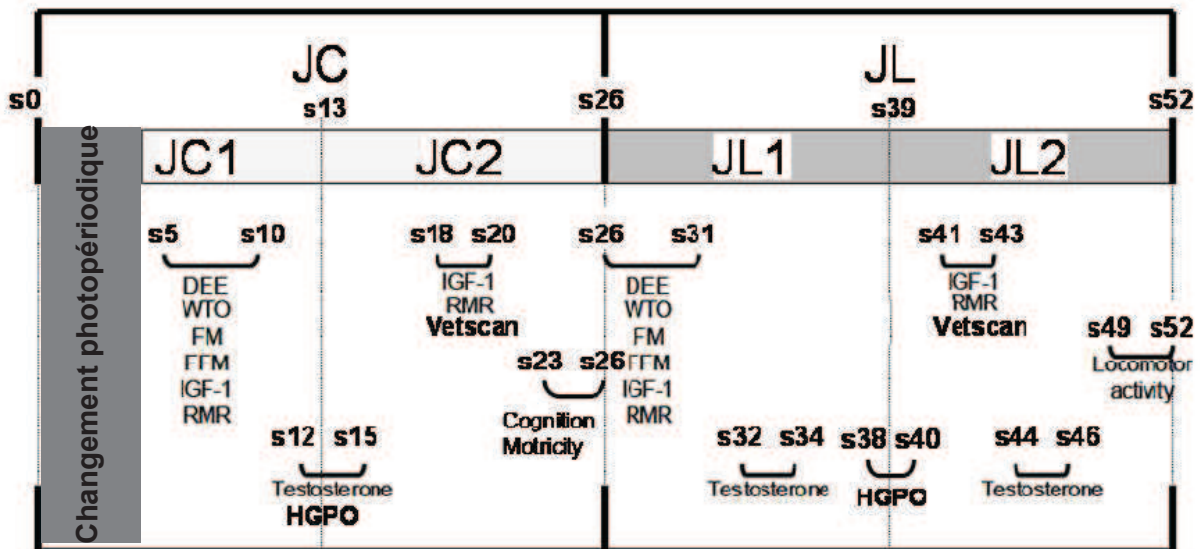 JC
JL
s0
s13
s26
s39
s52
Changement photopériodique
JC1
JC2
JL1
JL2
s5
s10
DEE
WTO
FM
FFM
IGF-1
RMR
s12
s15
Testosterone
HGPO
s18
s20
IGF-1
RMR
Vetscan
s23
s26
Cognition
Motricity
s26
s31
DEE
WTO
FM
FFM
IGF-1
RMR
s32
s34
Testosterone
s38
s40
HGPO
s41
s43
IGF-1
RMR
Vetscan
s44
s46
Testosterone
s49
s52
Locomotor
activity